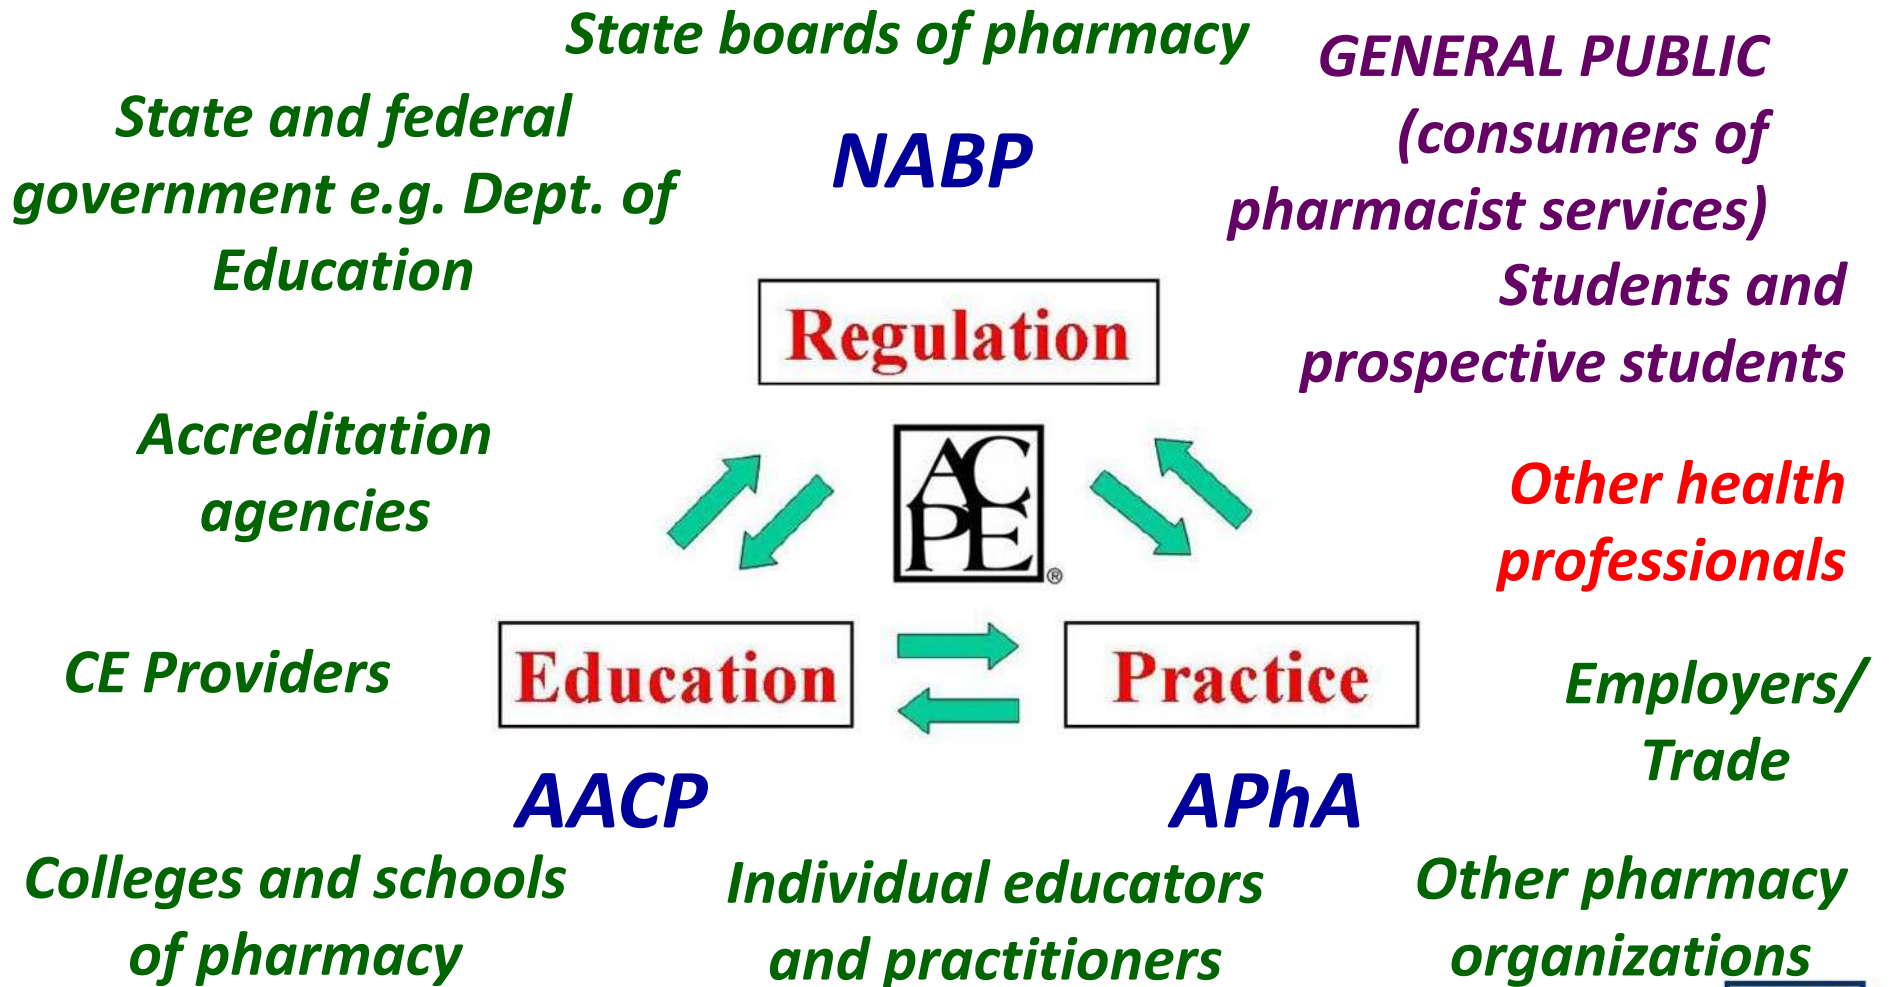 State boards of pharmacy
GENERAL PUBLIC
(consumers of
pharmacist services)
State and federal
government e.g. Dept. of
Education
NABP
Students and
prospective students
Regulation
Accreditation
agencies
AC
PE
®
Other health
professionals
CE Providers
Education
Practice
Employers/
Trade
AACP
APhA
Colleges and schools
of pharmacy
Individual educators
and practitioners
Other pharmacy
organizations